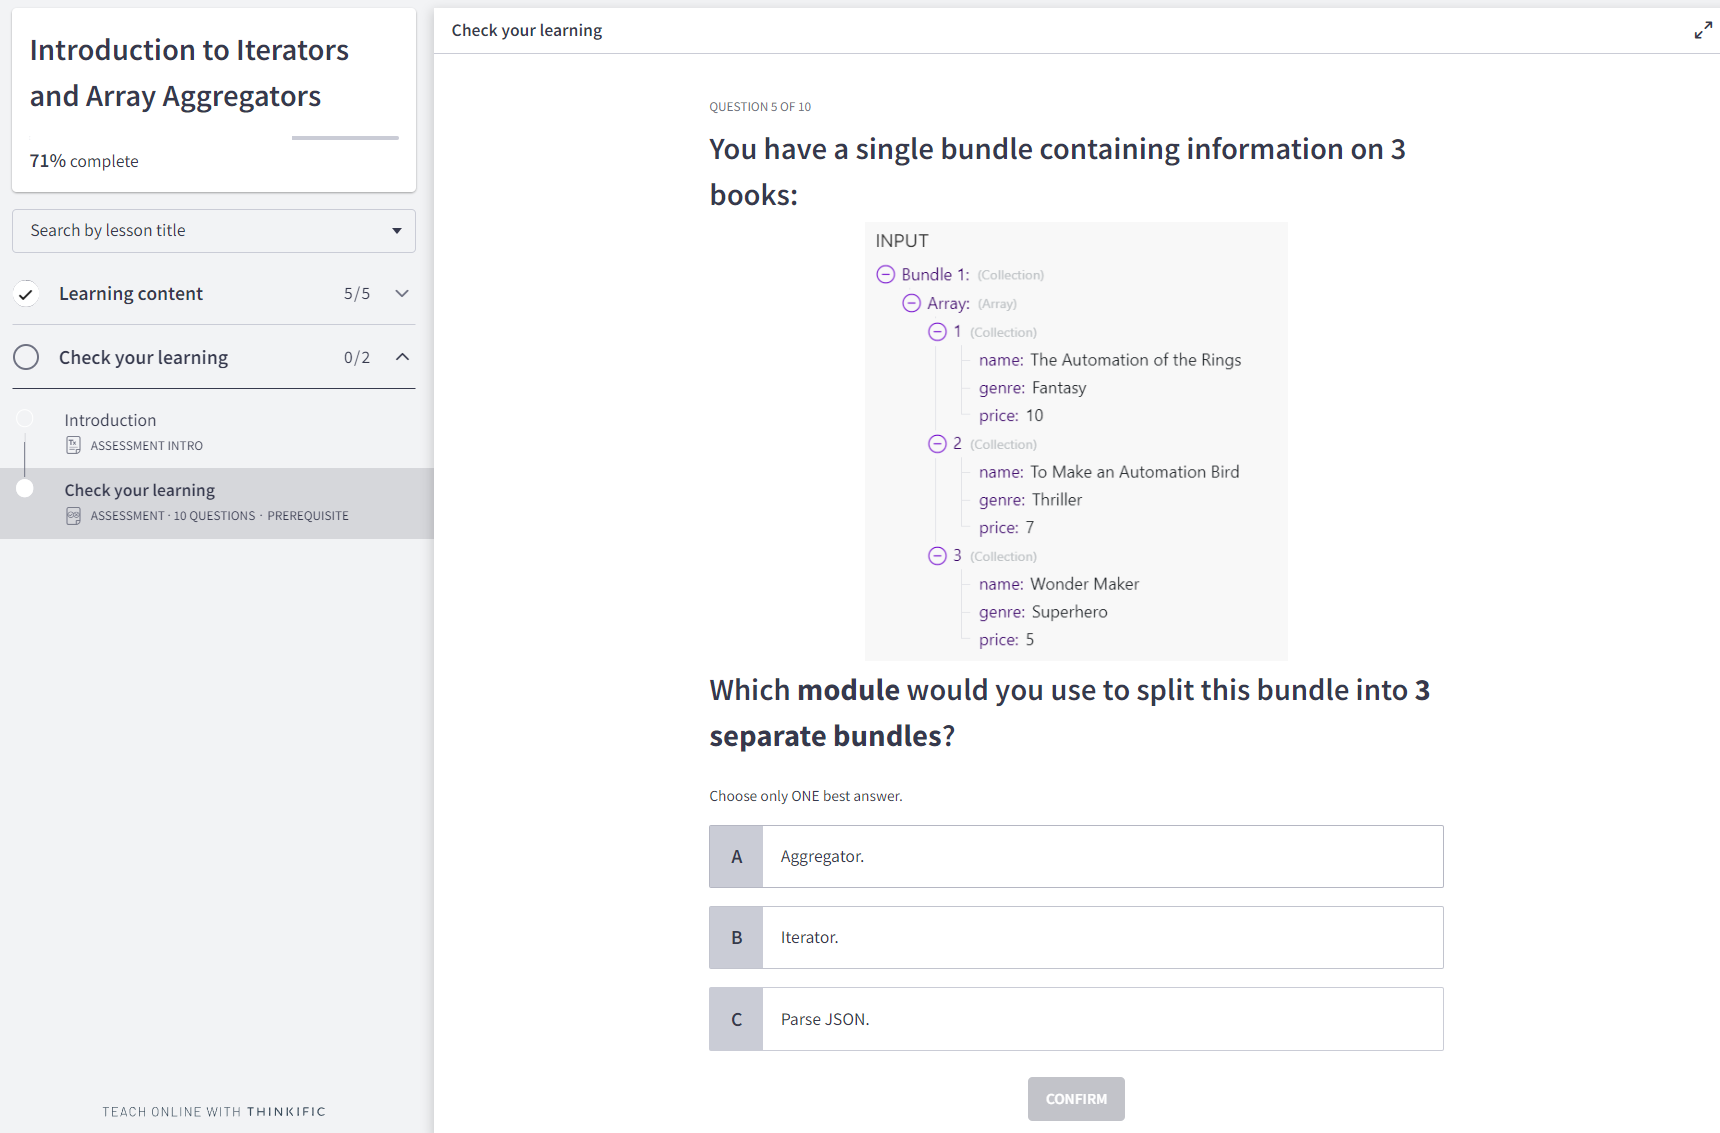 Introduction to Iterators
and Array Aggregators
71% complete
Search by lesson title
Learning content 5/5
Check your learning 0/2
Introduction
ASSESSMENT INTRO
Check your learning
ASSESSMENT · 10 QUESTIONS · PREREQUISITE
TEACH ONLINE WITH THINKIFIC
Check your learning
QUESTION 5 OF 10
You have a single bundle containing information on 3
books:
INPUT
Bundle 1: (Collection)
Array: (Array)
1 (Collection)
name: The Automation of the Rings
genre: Fantasy
price: 10
2 (Collection)
name: To Make an Automation Bird
genre: Thriller
price: 7
3 (Collection)
name: Wonder Maker
genre: Superhero
price: 5
Which module would you use to split this bundle into 3
separate bundles?
Choose only ONE best answer.
A Aggregator.
B Iterator.
C Parse JSON.
CONFIRM